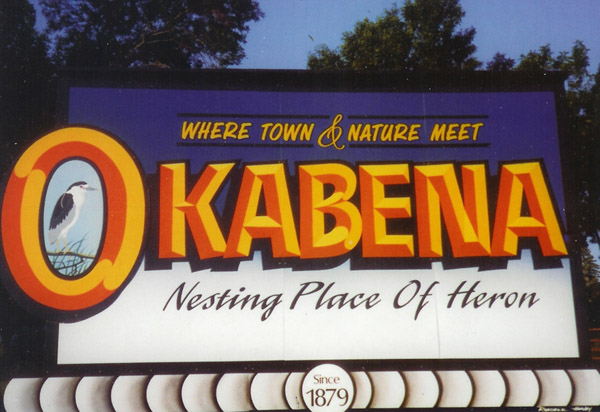 WHERE TOWN & NATURE MEET
OKABENA
Nesting Place Of Heron
Since
1879